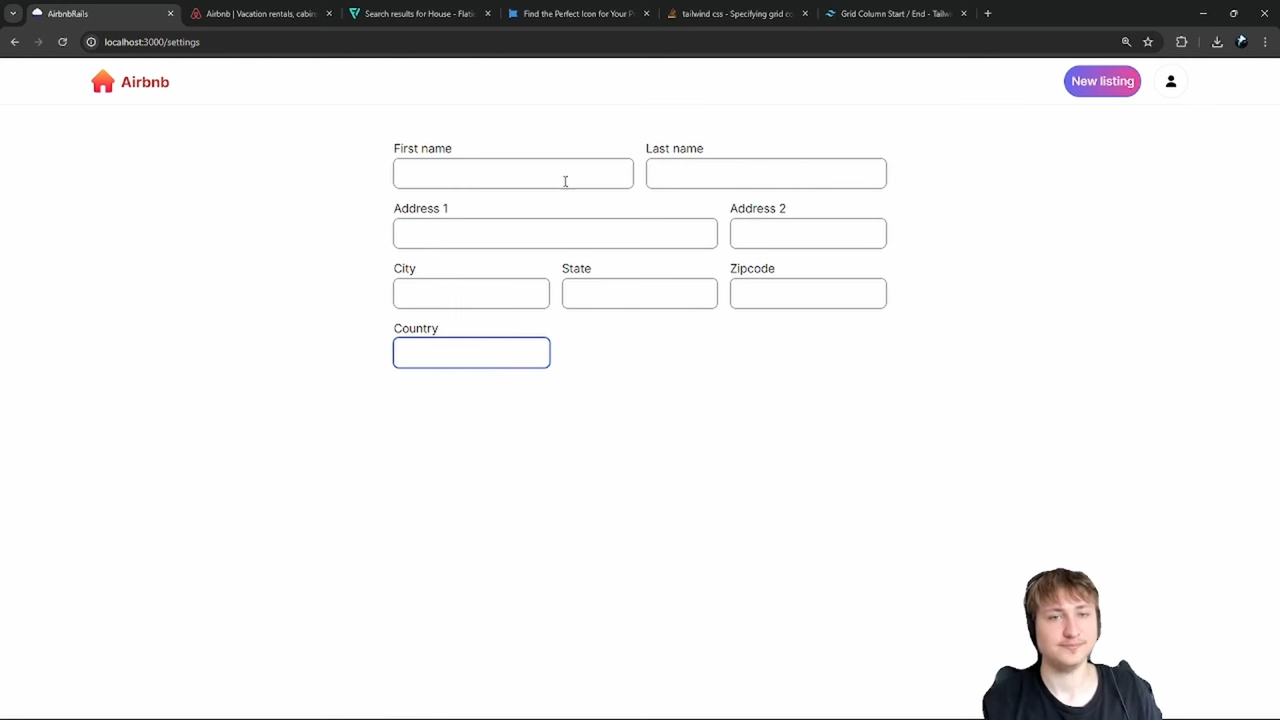 AirbnbRails
Airbnb | Vacation rentals, cabin
Search results for House - Flati
Find the Perfect Icon for Your P
tailwind css - Specifying grid co
Grid Column Start / End - Tailw
localhost:3000/settings
Airbnb
New listing
First name
Last name
Address 1
Address 2
City
State
Zipcode
Country